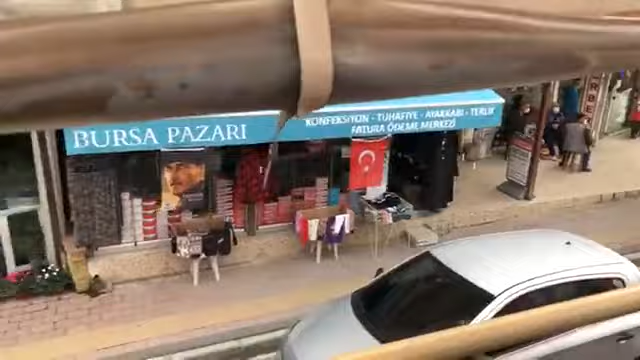 BURSA PAZARI
KONFEKSİYON - TUHAFİYE - AYAKKABI - TERLİK
FATURA ÖDEME MERKEZİ